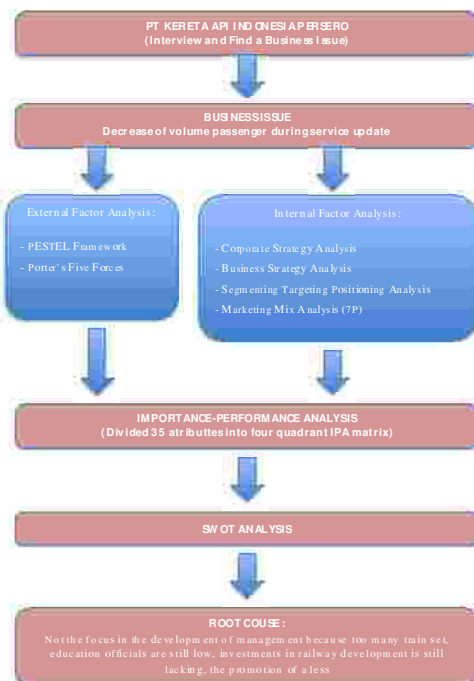 PT KERETA API INDONESIA PERSERO
(Interview and Find a Business Issue)
BUSINESS ISSUE
Decrease of volume passenger during service update
External Factor Analysis :
- PESTEL Framework
- Porter's Five Forces
Internal Factor Analysis :
- Corporate Strategy Analysis
- Business Strategy Analysis
- Segmenting Targeting Positioning Analysis
- Marketing Mix Analysis (7P)
IMPORTANCE-PERFORMANCE ANALYSIS
(Divided 35 atributtes into four quadrant IPA matrix)
SWOT ANALYSIS
ROOT COUSE :
Not the focus in the development of management because too many train set,
education officials are still low, investments in railway development is still
lacking, the promotion of a less